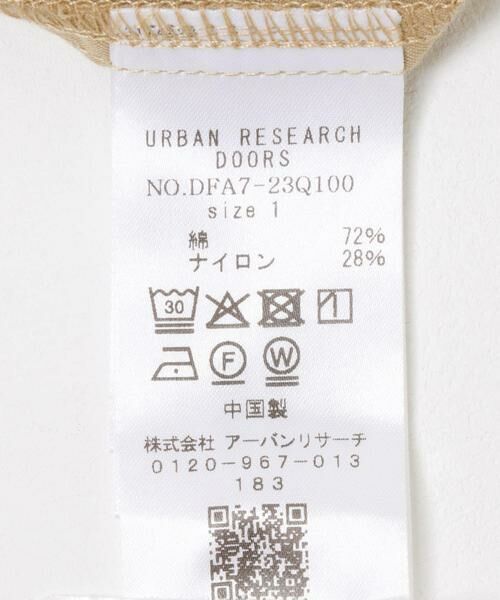 URBAN RESEARCH
DOORS
NO.DFA7-23Q100
size 1
綿 72%
ナイロン 28%
30
F W
中国製
株式会社 アーバンリサーチ
0120-967-013
183